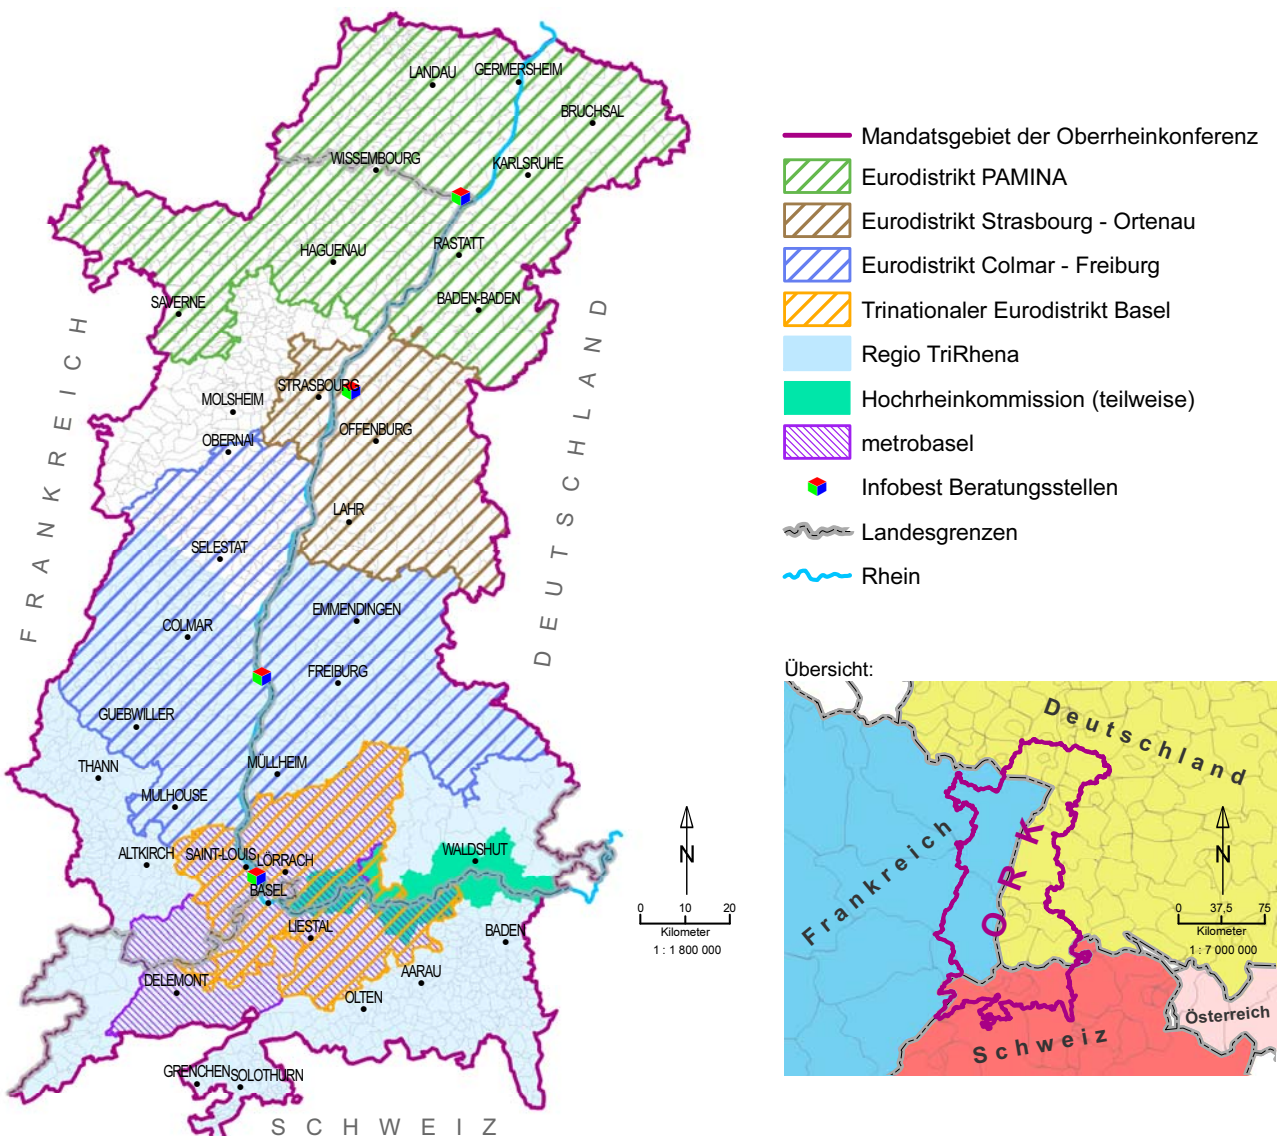 LANDAU
GERMERSHEIM
BRUCHSAL
WISSEMBOURG
KARLSRUHE
HAGUENAU
RASTATT
SAVERNE
BADEN-BADEN
STRASBOURG
MOLSHEIM
OFFENBURG
OBERNAI
LAHR
SELESTAT
EMMENDINGEN
COLMAR
FREIBURG
GUEBWILLER
MÜLLHEIM
THANN
MULHOUSE
ALTKIRCH
SAINT-LOUIS
LÖRRACH
WALDSHUT
BASEL
LIESTAL
BADEN
DELEMONT
AARAU
OLTEN
GRENCHEN
SOLOTHURN
FRANKREICH
DEUTSCHLAND
SCHWEIZ
N
0 10 20
Kilometer
1 : 1 800 000
Mandatsgebiet der Oberrheinkonferenz
Eurodistrikt PAMINA
Eurodistrikt Strasbourg - Ortenau
Eurodistrikt Colmar - Freiburg
Trinationaler Eurodistrikt Basel
Regio TriRhena
Hochrheinkommission (teilweise)
metrobasel
Infobest Beratungsstellen
Landesgrenzen
Rhein
Übersicht:
Deutschland
Frankreich
ORK
Schweiz
Österreich
N
0 37,5 75
Kilometer
1 : 7 000 000